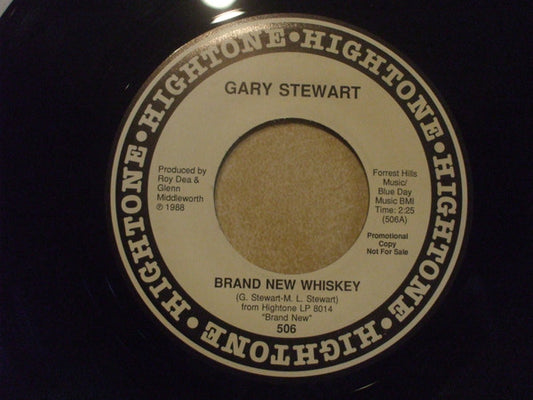 HIGHTONE • HIGHTONE • HIGHTONE • HIGHTONE • HIGHTONE • HIGHTONE •
GARY STEWART
Produced by
Roy Dea &
Glenn
Middleworth
℗ 1988
Forrest Hills
Music/
Blue Day
Music BMI
Time: 2:25
(506A)
Promotional
Copy
Not For Sale
BRAND NEW WHISKEY
(G. Stewart-M. L. Stewart)
from Hightone LP 8014
"Brand New"
506